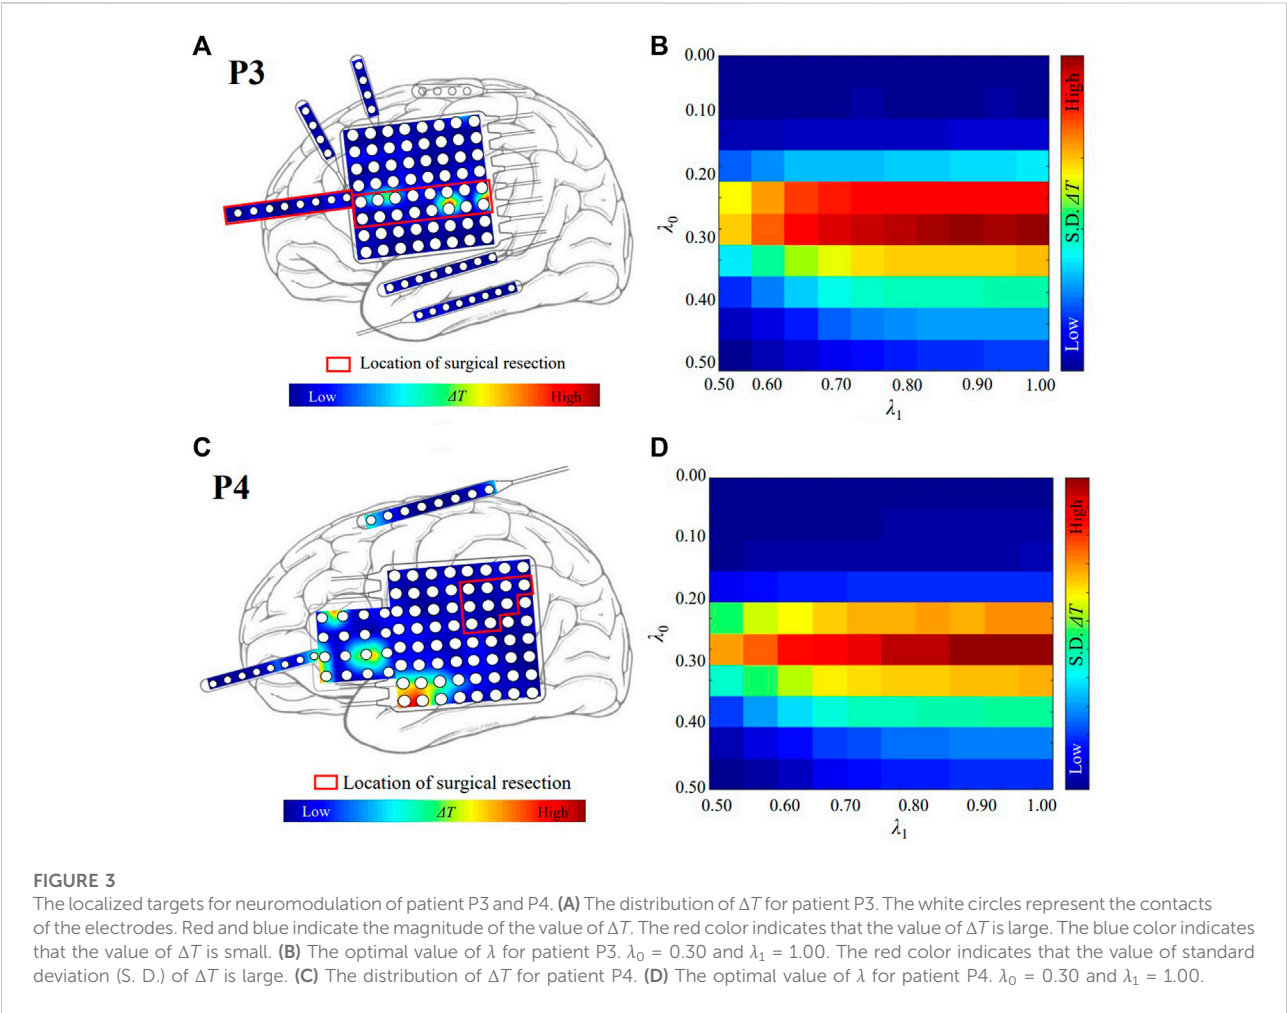 A
P3
Location of surgical resection
Low
ΔT
High
B
0.00
0.10
0.20
0.30
0.40
0.50
λ0
0.50 0.60 0.70 0.80 0.90 1.00
λ1
High
S.D. ΔT
Low
C
P4
Location of surgical resection
Low
ΔT
High
D
0.00
0.10
0.20
0.30
0.40
0.50
λ0
0.50 0.60 0.70 0.80 0.90 1.00
λ1
High
S.D. ΔT
Low
FIGURE 3
The localized targets for neuromodulation of patient P3 and P4. (A) The distribution of ΔT for patient P3. The white circles represent the contacts
of the electrodes. Red and blue indicate the magnitude of the value of ΔT. The red color indicates that the value of ΔT is large. The blue color indicates
that the value of ΔT is small. (B) The optimal value of λ for patient P3. λ0 = 0.30 and λ1 = 1.00. The red color indicates that the value of standard
deviation (S. D.) of ΔT is large. (C) The distribution of ΔT for patient P4. (D) The optimal value of λ for patient P4. λ0 = 0.30 and λ1 = 1.00.